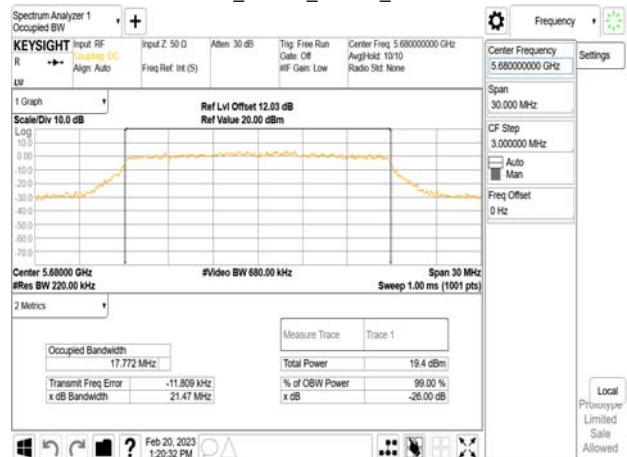 Spectrum Analyzer 1
Occupied BW
Frequency
KEYSIGHT
Input: RF
Coupling: DC
Align: Auto
Input Z: 50 Ω
Freq Ref: Int (S)
Atten: 30 dB
Trig: Free Run
Gate: Off
#IF Gain: Low
Center Freq: 5.680000000 GHz
Avg|Hold: 10/10
Radio Std: None
R
LXI
Center Frequency
5.680000000 GHz
Settings
Span
30.000 MHz
CF Step
3.000000 MHz
Auto
Man
Freq Offset
0 Hz
1 Graph
Scale/Div 10.0 dB
Ref Lvl Offset 12.03 dB
Ref Value 20.00 dBm
Log
10.0
0.00
-10.0
-20.0
-30.0
-40.0
-50.0
-60.0
-70.0
Center 5.68000 GHz
#Res BW 220.00 kHz
#Video BW 680.00 kHz
Span 30 MHz
Sweep 1.00 ms (1001 pts)
2 Metrics
Measure Trace Trace 1
Occupied Bandwidth
17.772 MHz
Total Power 19.4 dBm
Transmit Freq Error -11.809 kHz
% of OBW Power 99.00 %
x dB Bandwidth 21.47 MHz
x dB -26.00 dB
Local
Prototype
Limited
Sale
Allowed
?
Feb 20, 2023
1:20:32 PM